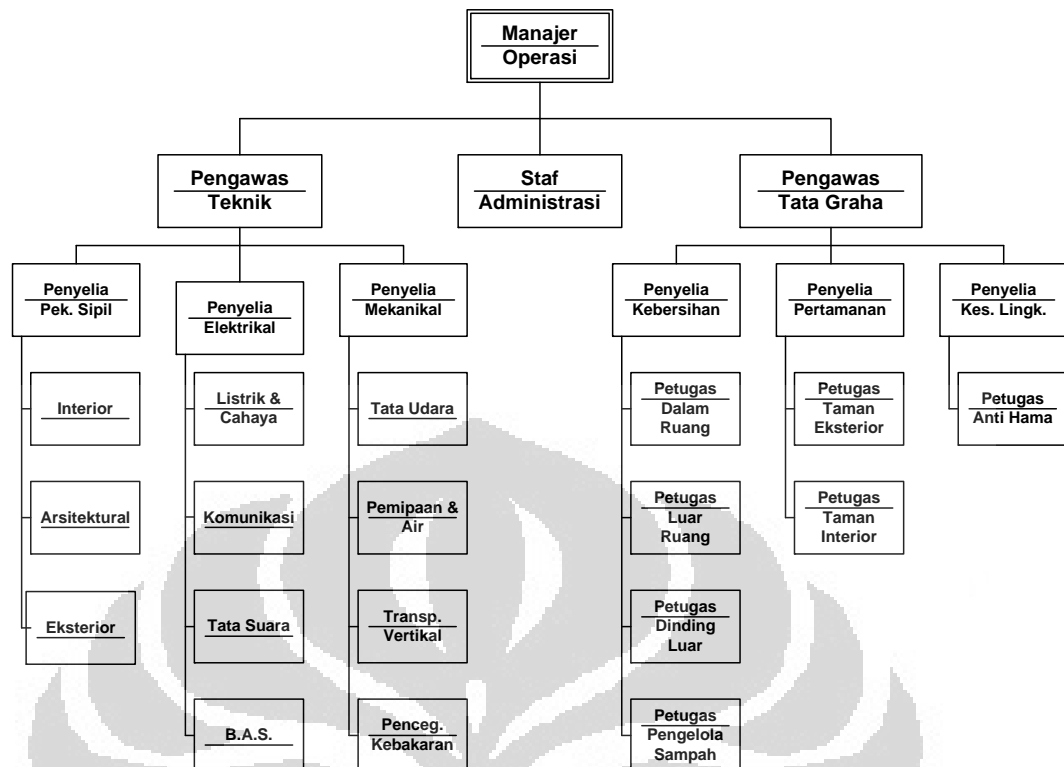 Manajer
Operasi
Pengawas
Teknik
Staf
Administrasi
Pengawas
Tata Graha
Penyelia
Pek. Sipil
Penyelia
Elektrikal
Penyelia
Mekanikal
Penyelia
Kebersihan
Penyelia
Pertamanan
Penyelia
Kes. Lingk.
Interior
Listrik &
Cahaya
Tata Udara
Petugas
Dalam
Ruang
Petugas
Taman
Eksterior
Petugas
Anti Hama
Arsitektural
Komunikasi
Pemipaan &
Air
Petugas
Luar
Ruang
Petugas
Taman
Interior
Eksterior
Tata Suara
Transp.
Vertikal
Petugas
Dinding
Luar
B.A.S.
Penceg.
Kebakaran
Petugas
Pengelola
Sampah